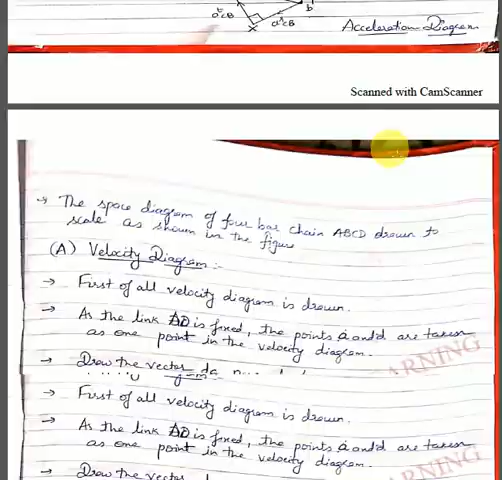 aᵗCB
aʳCB
b
x
Acceleration Diagram
Scanned with CamScanner
→ The space diagram of four bar chain ABCD drawn to
scale as shown in the figure
(A) Velocity Diagram :-
→ First of all velocity diagram is drawn.
→ As the link AD is fixed, the points a and d are taken
as one point in the velocity diagram.
ARNING
→ Draw the vector
→ First of all velocity diagram is drawn.
→ As the link AD is fixed, the points a and d are taken
as one point in the velocity diagram.
ARNING
→ Draw the vector